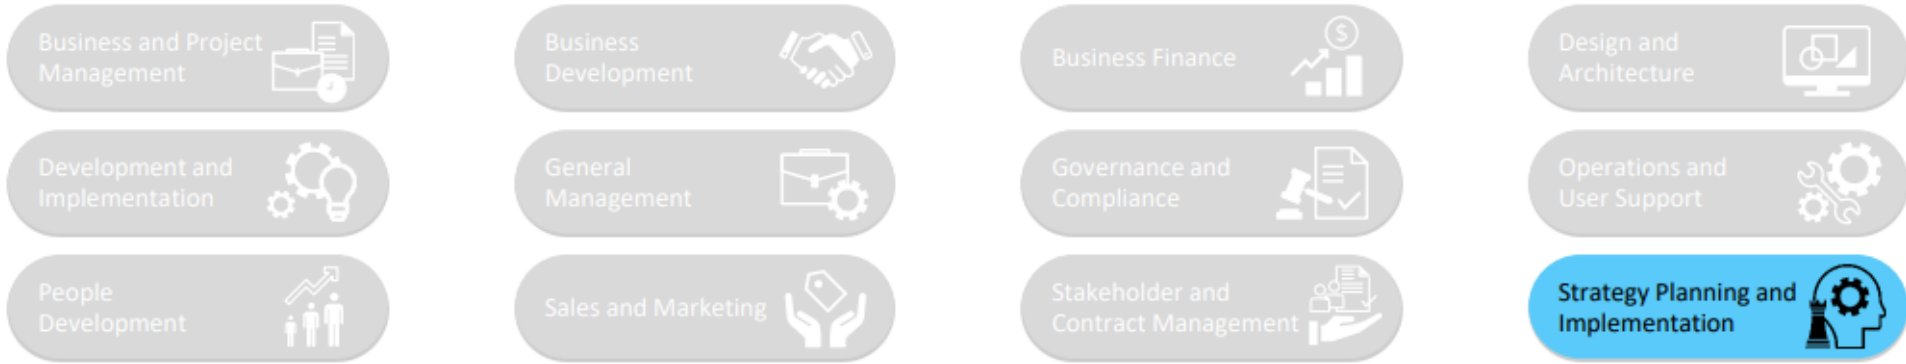 Business and Project
Management
Business
Development
Business Finance
Design and
Architecture
Development and
Implementation
General
Management
Governance and
Compliance
Operations and
User Support
People
Development
Sales and Marketing
Stakeholder and
Contract Management
Strategy Planning and
Implementation